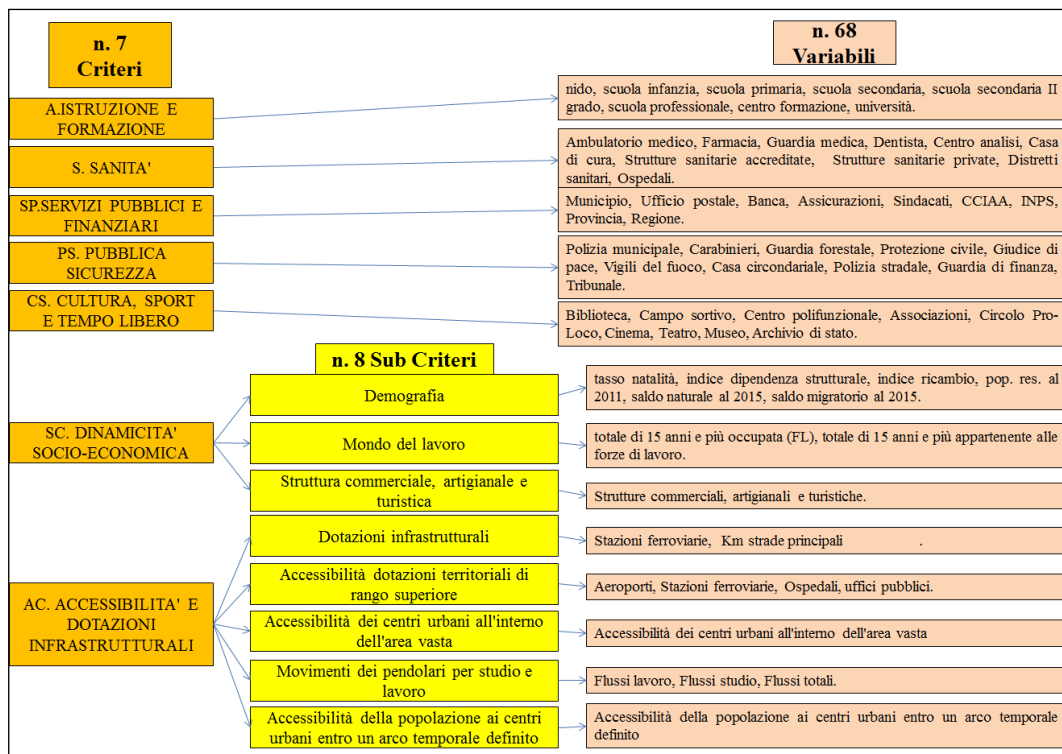 n. 7
Criteri
n. 68
Variabili
A.ISTRUZIONE E
FORMAZIONE
nido, scuola infanzia, scuola primaria, scuola secondaria, scuola secondaria II
grado, scuola professionale, centro formazione, università.
S. SANITA'
Ambulatorio medico, Farmacia, Guardia medica, Dentista, Centro analisi, Casa
di cura, Strutture sanitarie accreditate, Strutture sanitarie private, Distretti
sanitari, Ospedali.
SP.SERVIZI PUBBLICI E
FINANZIARI
Municipio, Ufficio postale, Banca, Assicurazioni, Sindacati, CCIAA, INPS,
Provincia, Regione.
PS. PUBBLICA
SICUREZZA
Polizia municipale, Carabinieri, Guardia forestale, Protezione civile, Giudice di
pace, Vigili del fuoco, Casa circondariale, Polizia stradale, Guardia di finanza,
Tribunale.
CS. CULTURA, SPORT
E TEMPO LIBERO
Biblioteca, Campo sortivo, Centro polifunzionale, Associazioni, Circolo Pro-
Loco, Cinema, Teatro, Museo, Archivio di stato.
n. 8 Sub Criteri
SC. DINAMICITA'
SOCIO-ECONOMICA
Demografia
tasso natalità, indice dipendenza strutturale, indice ricambio, pop. res. al
2011, saldo naturale al 2015, saldo migratorio al 2015.
Mondo del lavoro
totale di 15 anni e più occupata (FL), totale di 15 anni e più appartenente alle
forze di lavoro.
Struttura commerciale, artigianale e
turistica
Strutture commerciali, artigianali e turistiche.
AC. ACCESSIBILITA' E
DOTAZIONI
INFRASTRUTTURALI
Dotazioni infrastrutturali
Stazioni ferroviarie, Km strade principali .
Accessibilità dotazioni territoriali di
rango superiore
Aeroporti, Stazioni ferroviarie, Ospedali, uffici pubblici.
Accessibilità dei centri urbani all'interno
dell'area vasta
Accessibilità dei centri urbani all'interno dell'area vasta
Movimenti dei pendolari per studio e
lavoro
Flussi lavoro, Flussi studio, Flussi totali.
Accessibilità della popolazione ai centri
urbani entro un arco temporale definito
Accessibilità della popolazione ai centri urbani entro un arco temporale
definito